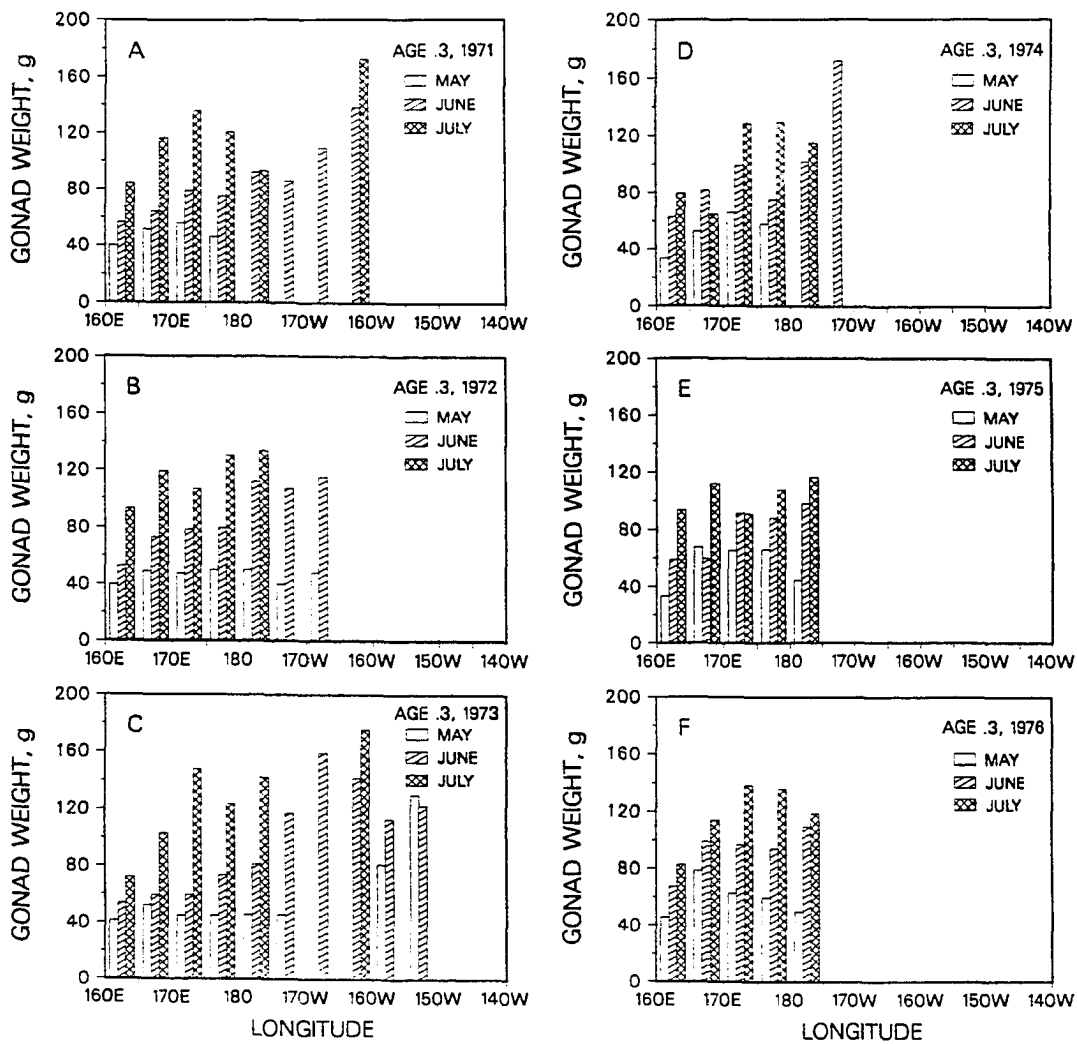 A
AGE .3, 1971
MAY
JUNE
JULY
GONAD WEIGHT, g
200
160
120
80
40
0
160E 170E 180 170W 160W 150W 140W
B
AGE .3, 1972
MAY
JUNE
JULY
GONAD WEIGHT, g
200
160
120
80
40
0
160E 170E 180 170W 160W 150W 140W
C
AGE .3, 1973
MAY
JUNE
JULY
GONAD WEIGHT, g
200
160
120
80
40
0
160E 170E 180 170W 160W 150W 140W
LONGITUDE
D
AGE .3, 1974
MAY
JUNE
JULY
GONAD WEIGHT, g
200
160
120
80
40
0
160E 170E 180 170W 160W 150W 140W
E
AGE .3, 1975
MAY
JUNE
JULY
GONAD WEIGHT, g
200
160
120
80
40
0
160E 170E 180 170W 160W 150W 140W
F
AGE .3, 1976
MAY
JUNE
JULY
GONAD WEIGHT, g
200
160
120
80
40
0
160E 170E 180 170W 160W 150W 140W
LONGITUDE